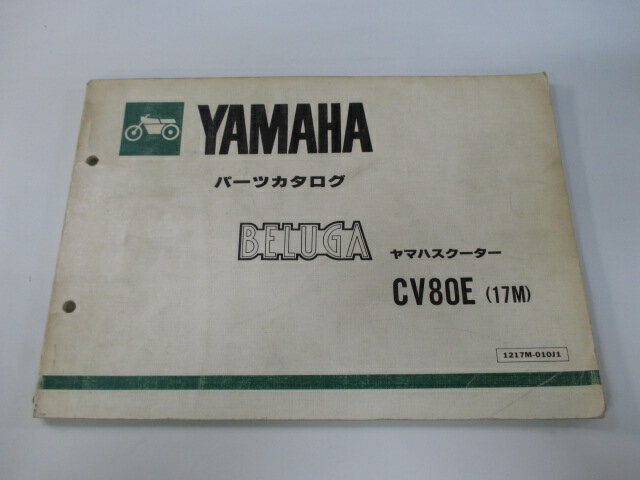 YAMAHA
パーツカタログ
BELUGA ヤマハスクーター
CV80E (17M)
1217M-010J1